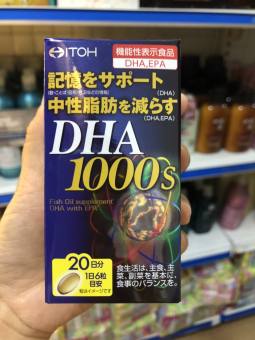 ITOH
機能性表示食品
DHA,EPA
記憶をサポート
(DHA)
中性脂肪を減らす
(DHA,EPA)
DHA
1000s
Fish Oil supplement
DHA with EPA
20日分
1日6粒
目安
食生活は、主食、主
菜、副菜を基本に、
食事のバランスを。